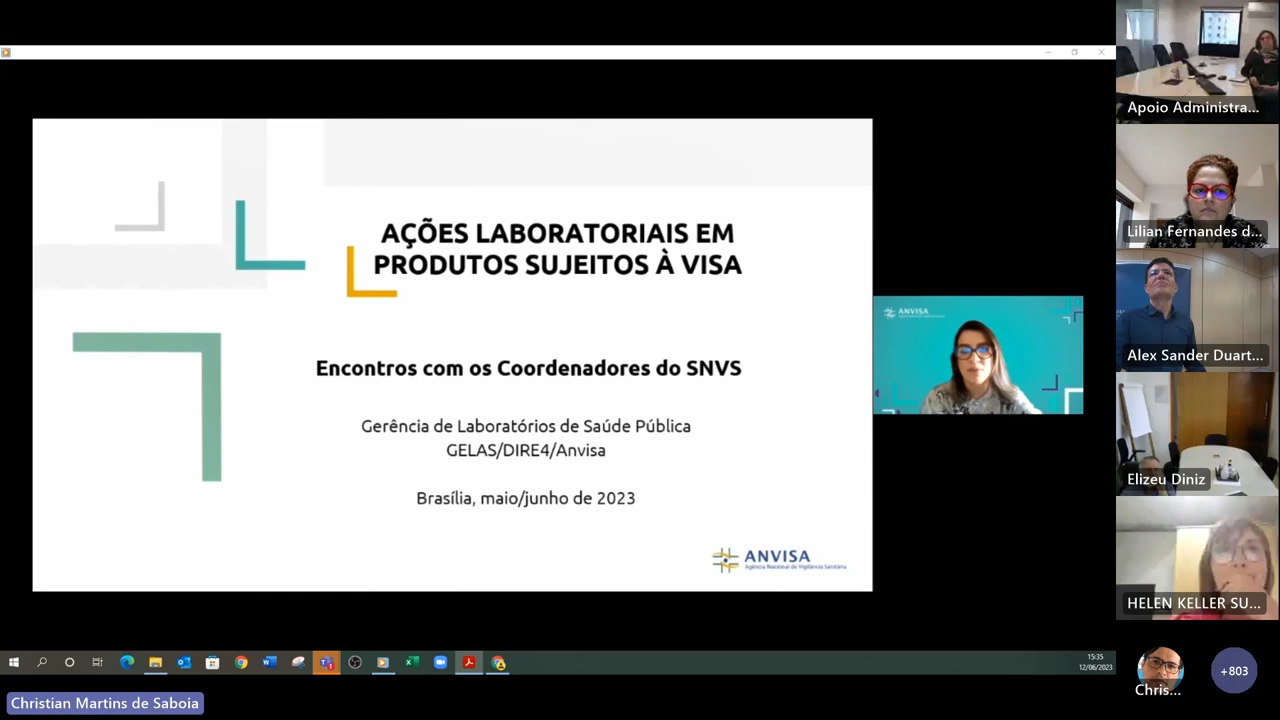 AÇÕES LABORATORIAIS EM
PRODUTOS SUJEITOS À VISA
Encontros com os Coordenadores do SNVS
Gerência de Laboratórios de Saúde Pública
GELAS/DIRE4/Anvisa
Brasília, maio/junho de 2023
ANVISA
Agência Nacional de Vigilância Sanitária
ANVISA
Apoio Administra...
Lilian Fernandes d...
Alex Sander Duart...
Elizeu Diniz
HELEN KELLER SU...
Chris...
+803
15:35
12/06/2023
Christian Martins de Saboia